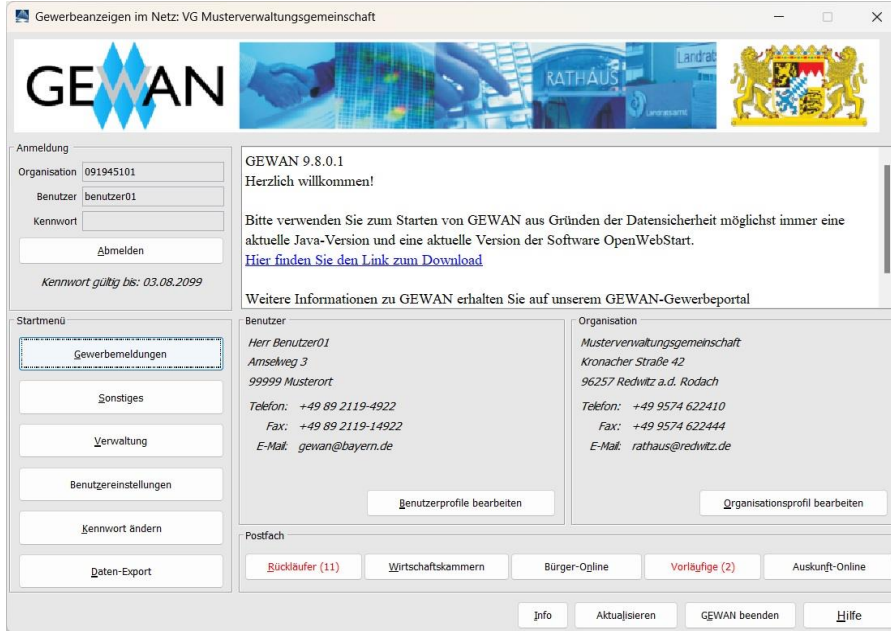 Gewerbeanzeigen im Netz: VG Musterverwaltungsgemeinschaft
GEWAN
RATHAUS
Landrat
Landratsamt
Anmeldung
Organisation 091945101
Benutzer benutzer01
Kennwort
Abmelden
Kennwort gültig bis: 03.08.2099
GEWAN 9.8.0.1
Herzlich willkommen!
Bitte verwenden Sie zum Starten von GEWAN aus Gründen der Datensicherheit möglichst immer eine
aktuelle Java-Version und eine aktuelle Version der Software OpenWebStart.
Hier finden Sie den Link zum Download
Weitere Informationen zu GEWAN erhalten Sie auf unserem GEWAN-Gewerbeportal
Startmenü
Gewerbemeldungen
Sonstiges
Verwaltung
Benutzereinstellungen
Kennwort ändern
Daten-Export
Benutzer
Herr Benutzer01
Amselweg 3
99999 Musterort
Telefon: +49 89 2119-4922
Fax: +49 89 2119-14922
E-Mail: gewan@bayern.de
Benutzerprofile bearbeiten
Organisation
Musterverwaltungsgemeinschaft
Kronacher Straße 42
96257 Redwitz a.d. Rodach
Telefon: +49 9574 622410
Fax: +49 9574 622444
E-Mail: rathaus@redwitz.de
Organisationsprofil bearbeiten
Postfach
Rückläufer (11) Wirtschaftskammern Bürger-Online Vorläufige (2) Auskunft-Online
Info Aktualisieren GEWAN beenden Hilfe